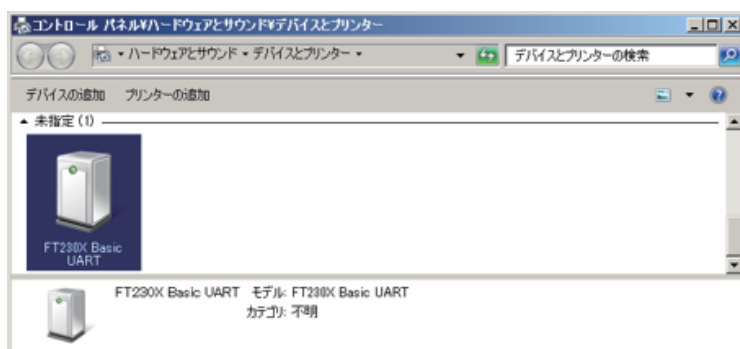 コントロール パネル¥ハードウェアとサウンド¥デバイスとプリンター
ハードウェアとサウンド デバイスとプリンター デバイスとプリンターの検索
デバイスの追加 プリンターの追加
未指定 (1)
FT230X Basic
UART
FT230X Basic UART モデル: FT230X Basic UART
カテゴリ: 不明